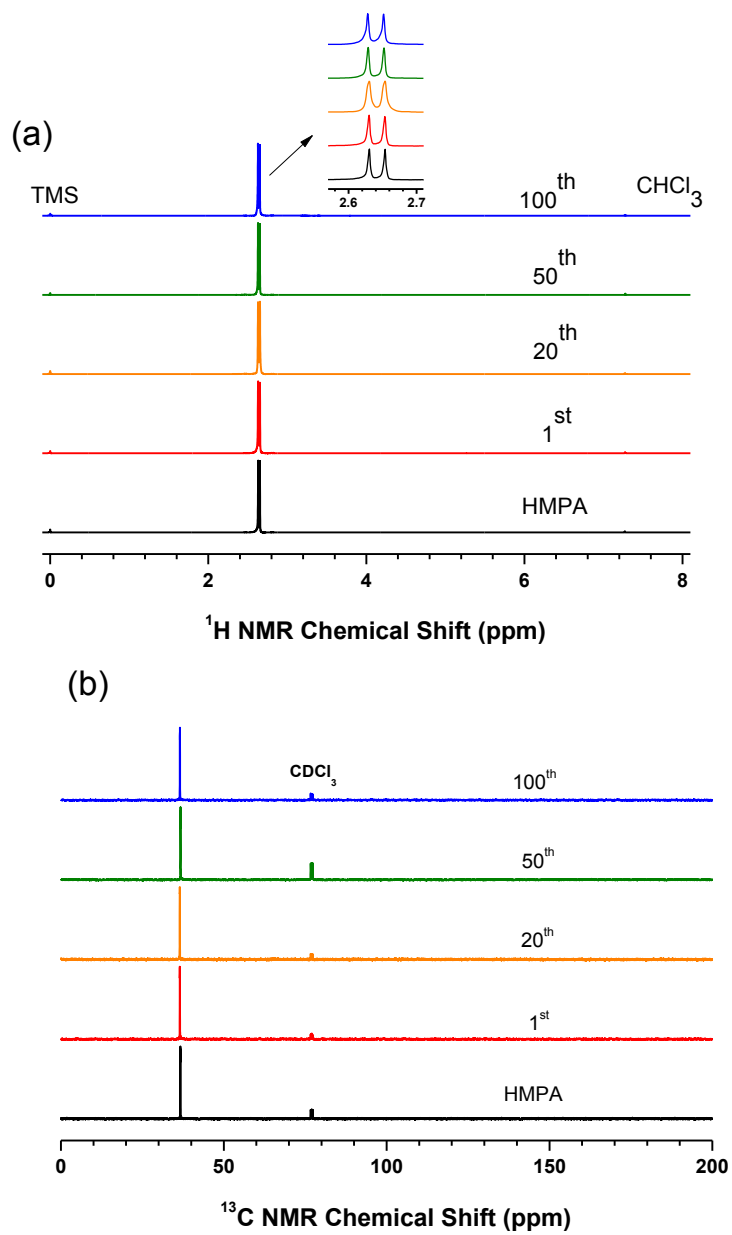 (a)
TMS
100th
CHCl3
2.6 2.7
50th
20th
1st
HMPA
0 2 4 6 8
1H NMR Chemical Shift (ppm)
(b)
CDCl3
100th
50th
20th
1st
HMPA
0 50 100 150 200
13C NMR Chemical Shift (ppm)